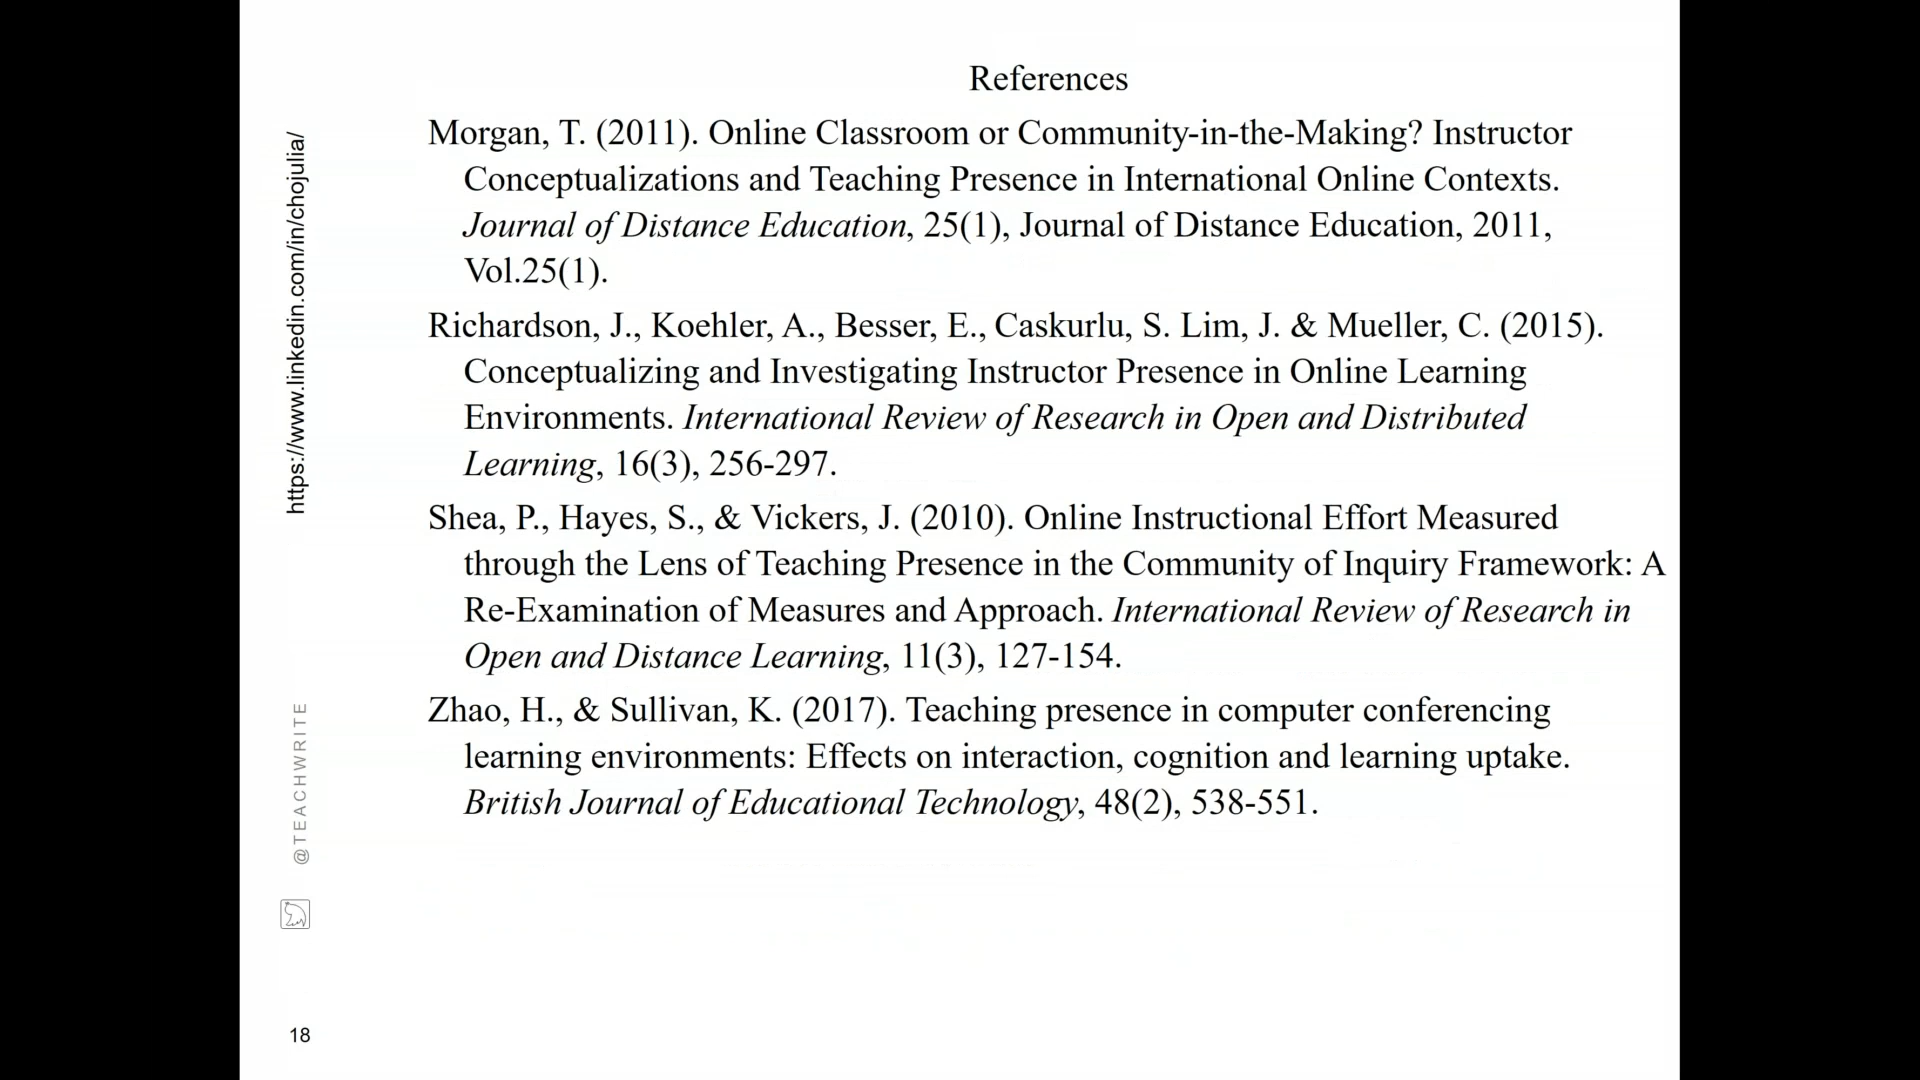 References
Morgan, T. (2011). Online Classroom or Community-in-the-Making? Instructor
Conceptualizations and Teaching Presence in International Online Contexts.
Journal of Distance Education, 25(1), Journal of Distance Education, 2011,
Vol.25(1).
Richardson, J., Koehler, A., Besser, E., Caskurlu, S. Lim, J. & Mueller, C. (2015).
Conceptualizing and Investigating Instructor Presence in Online Learning
Environments. International Review of Research in Open and Distributed
Learning, 16(3), 256-297.
Shea, P., Hayes, S., & Vickers, J. (2010). Online Instructional Effort Measured
through the Lens of Teaching Presence in the Community of Inquiry Framework: A
Re-Examination of Measures and Approach. International Review of Research in
Open and Distance Learning, 11(3), 127-154.
Zhao, H., & Sullivan, K. (2017). Teaching presence in computer conferencing
learning environments: Effects on interaction, cognition and learning uptake.
British Journal of Educational Technology, 48(2), 538-551.
https://www.linkedin.com/in/chojulia/
@TEACHWRITE
18